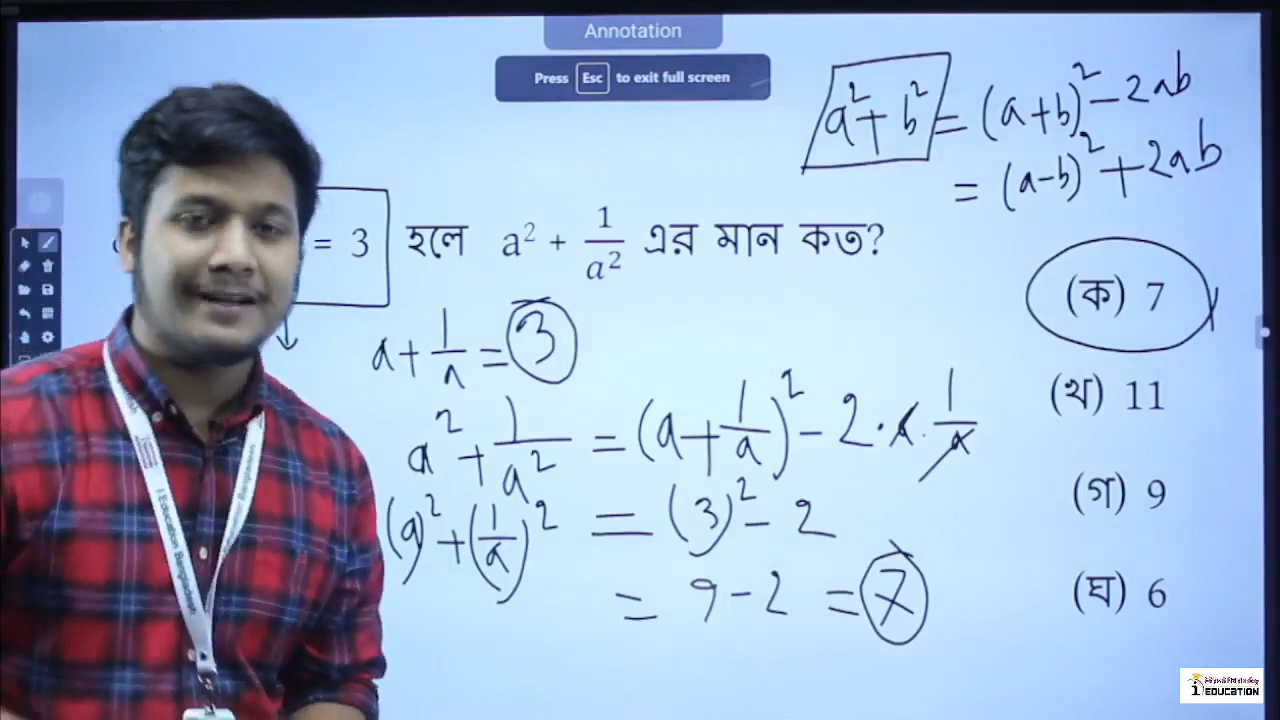 Annotation
Press Esc to exit full screen
a² + b² = (a+b)² - 2ab
= (a-b)² + 2ab
= 3 হলে a² + 1/a² এর মান কত?
(ক) 7
a + 1/a = 3
(খ) 11
a² + 1/a² = (a + 1/a)² - 2·a·1/a
(গ) 9
(a)² + (1/a)² = (3)² - 2
= 9 - 2 = 7
(ঘ) 6
i Education Bangladesh
EDUCATION